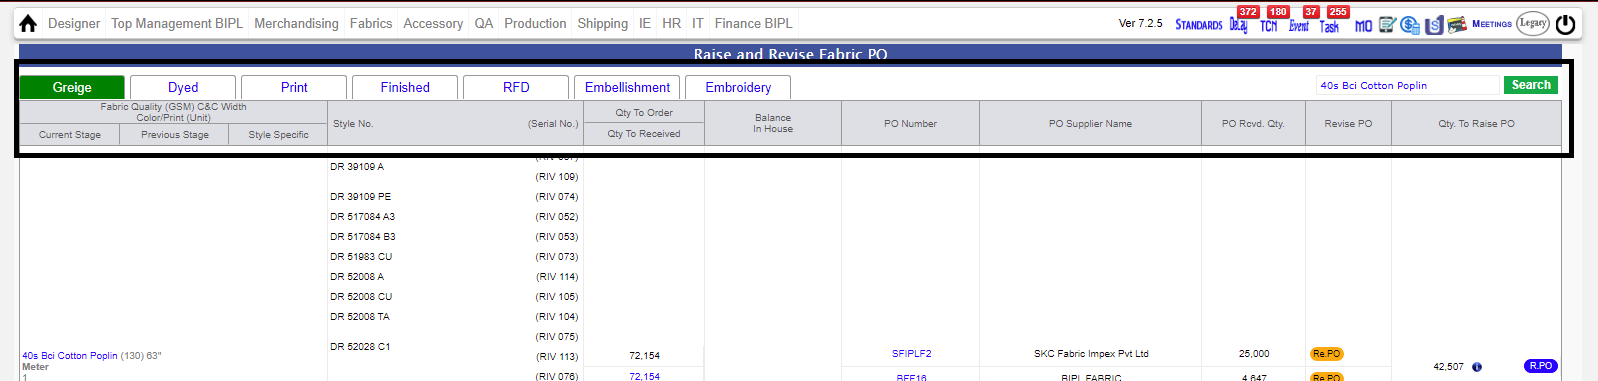 372 180 37 255
Designer Top Management BIPL Merchandising Fabrics Accessory QA Production Shipping IE HR IT Finance BIPL Ver 7.2.5 STANDARDS Delay TCN Event Task MO MEETINGS Legacy
Raise and Revise Fabric PO
Greige Dyed Print Finished RFD Embellishment Embroidery 40s Bci Cotton Poplin Search
Fabric Quality (GSM) C&C Width
Color/Print (Unit)
Current Stage Previous Stage Style Specific
Style No. (Serial No.)
Qty To Order
Qty To Received
Balance
In House
PO Number PO Supplier Name PO Rcvd. Qty. Revise PO Qty. To Raise PO
DR 39109 A
(RIV 109)
DR 39109 PE (RIV 074)
DR 517084 A3 (RIV 052)
DR 517084 B3 (RIV 053)
DR 51983 CU (RIV 073)
DR 52008 A (RIV 114)
DR 52008 CU (RIV 105)
DR 52008 TA (RIV 104)
(RIV 075)
DR 52028 C1
40s Bci Cotton Poplin (130) 63" (RIV 113) 72,154 SFIPLF2 SKC Fabric Impex Pvt Ltd 25,000 Re.PO
Meter 42,507 R.PO
1 (RIV 076) 72,154 BFF16 BIPL FABRIC 4,647 Re.PO